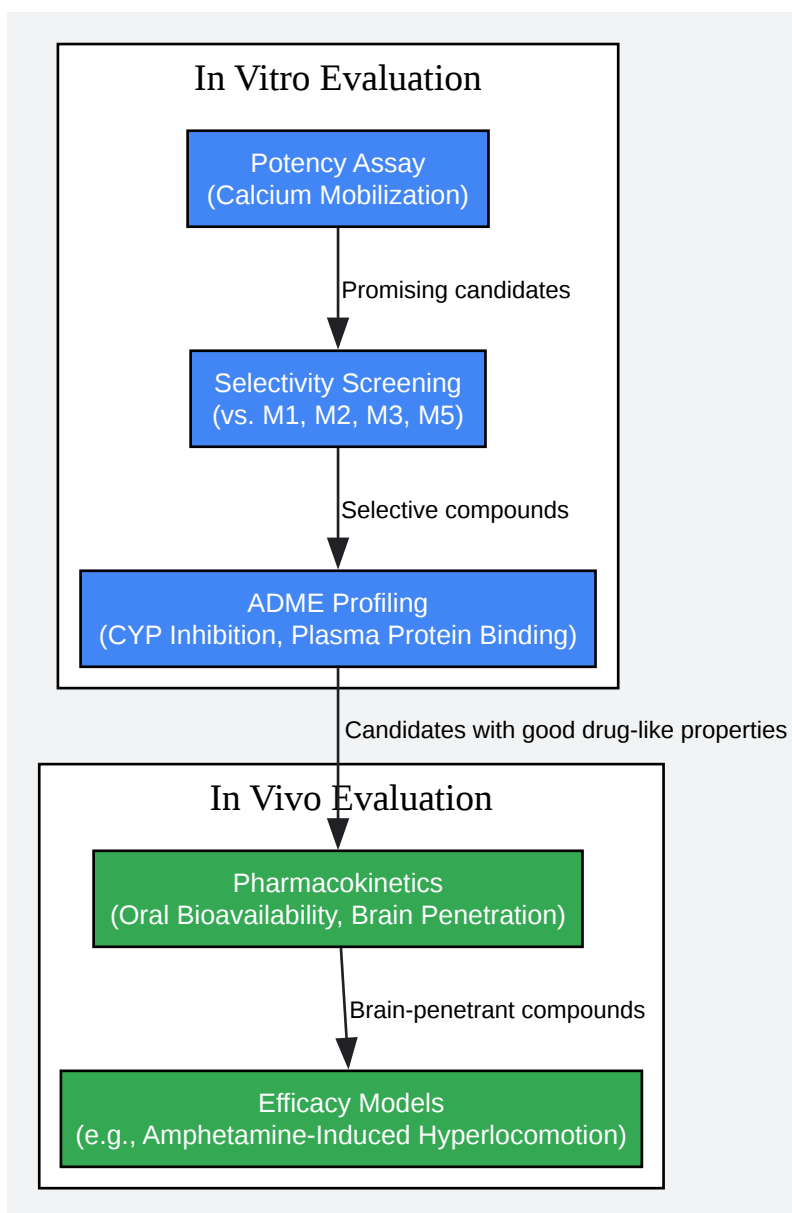 In Vitro Evaluation
Potency Assay
(Calcium Mobilization)
Promising candidates
Selectivity Screening
(vs. M1, M2, M3, M5)
Selective compounds
ADME Profiling
(CYP Inhibition, Plasma Protein Binding)
Candidates with good drug-like properties
In Vivo Evaluation
Pharmacokinetics
(Oral Bioavailability, Brain Penetration)
Brain-penetrant compounds
Efficacy Models
(e.g., Amphetamine-Induced Hyperlocomotion)